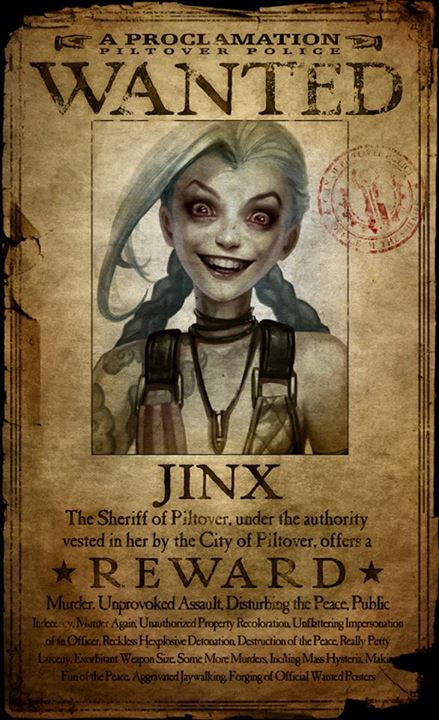 A PROCLAMATION
PILTOVER POLICE
WANTED
JINX
The Sheriff of Piltover, under the authority
vested in her by the City of Piltover, offers a
REWARD
Murder, Unprovoked Assault, Disturbing the Peace, Public
Indecency, Murder Again, Unauthorized Property Recoloration, Unflattering Impersonation
of an Officer, Reckless Hexplosive Detonation, Destruction of the Peace, Really Petty
Larceny, Exorbitant Weapon Size, Some More Murders, Inciting Mass Hysteria, Making
Fun of the Peace, Aggravated Jaywalking, Forging of Official Wanted Posters